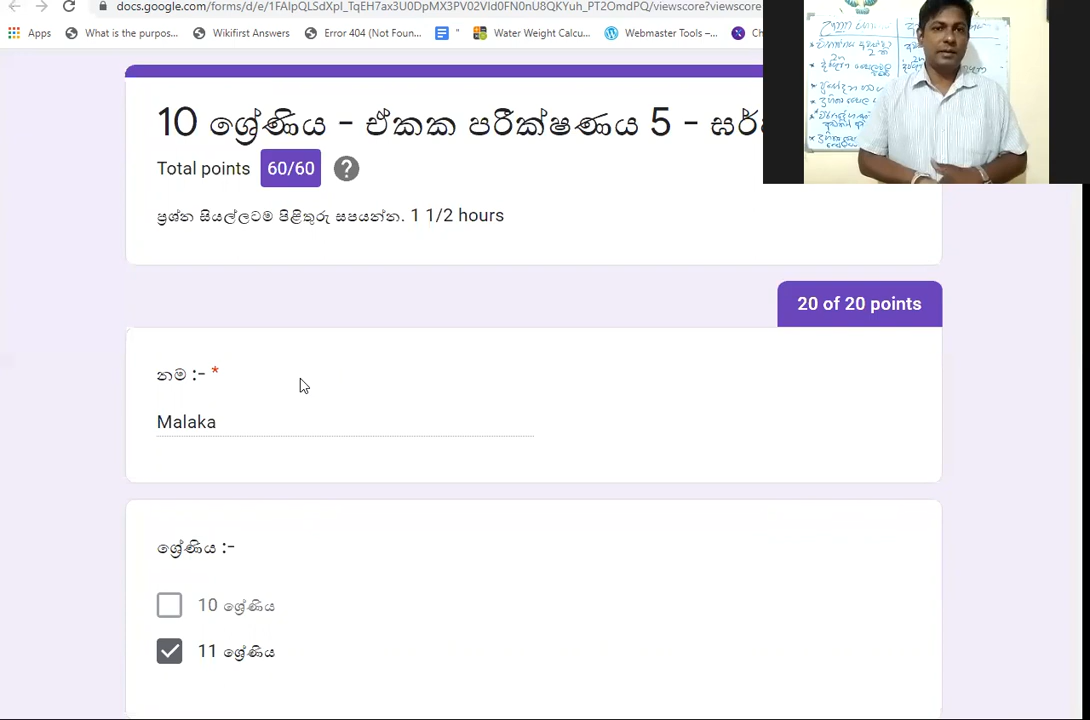 docs.google.com/forms/d/e/1FAIpQLSdXpl_TqEH7ax3U0DpMX3PV02VId0FN0nU8QKYuh_PT2OmdPQ/viewscore?viewscore
Apps What is the purpos... Wikifirst Answers Error 404 (Not Foun... Water Weight Calcu... Webmaster Tools –... Ch
10 ශ්‍රේණිය - ඒකක පරීක්ෂණය 5 -
Total points 60/60 ?
ප්‍රශ්න සියල්ලටම පිළිතුරු සපයන්න. 1 1/2 hours
20 of 20 points
නම :- *
Malaka
ශ්‍රේණිය :-
10 ශ්‍රේණිය
11 ශ්‍රේණිය